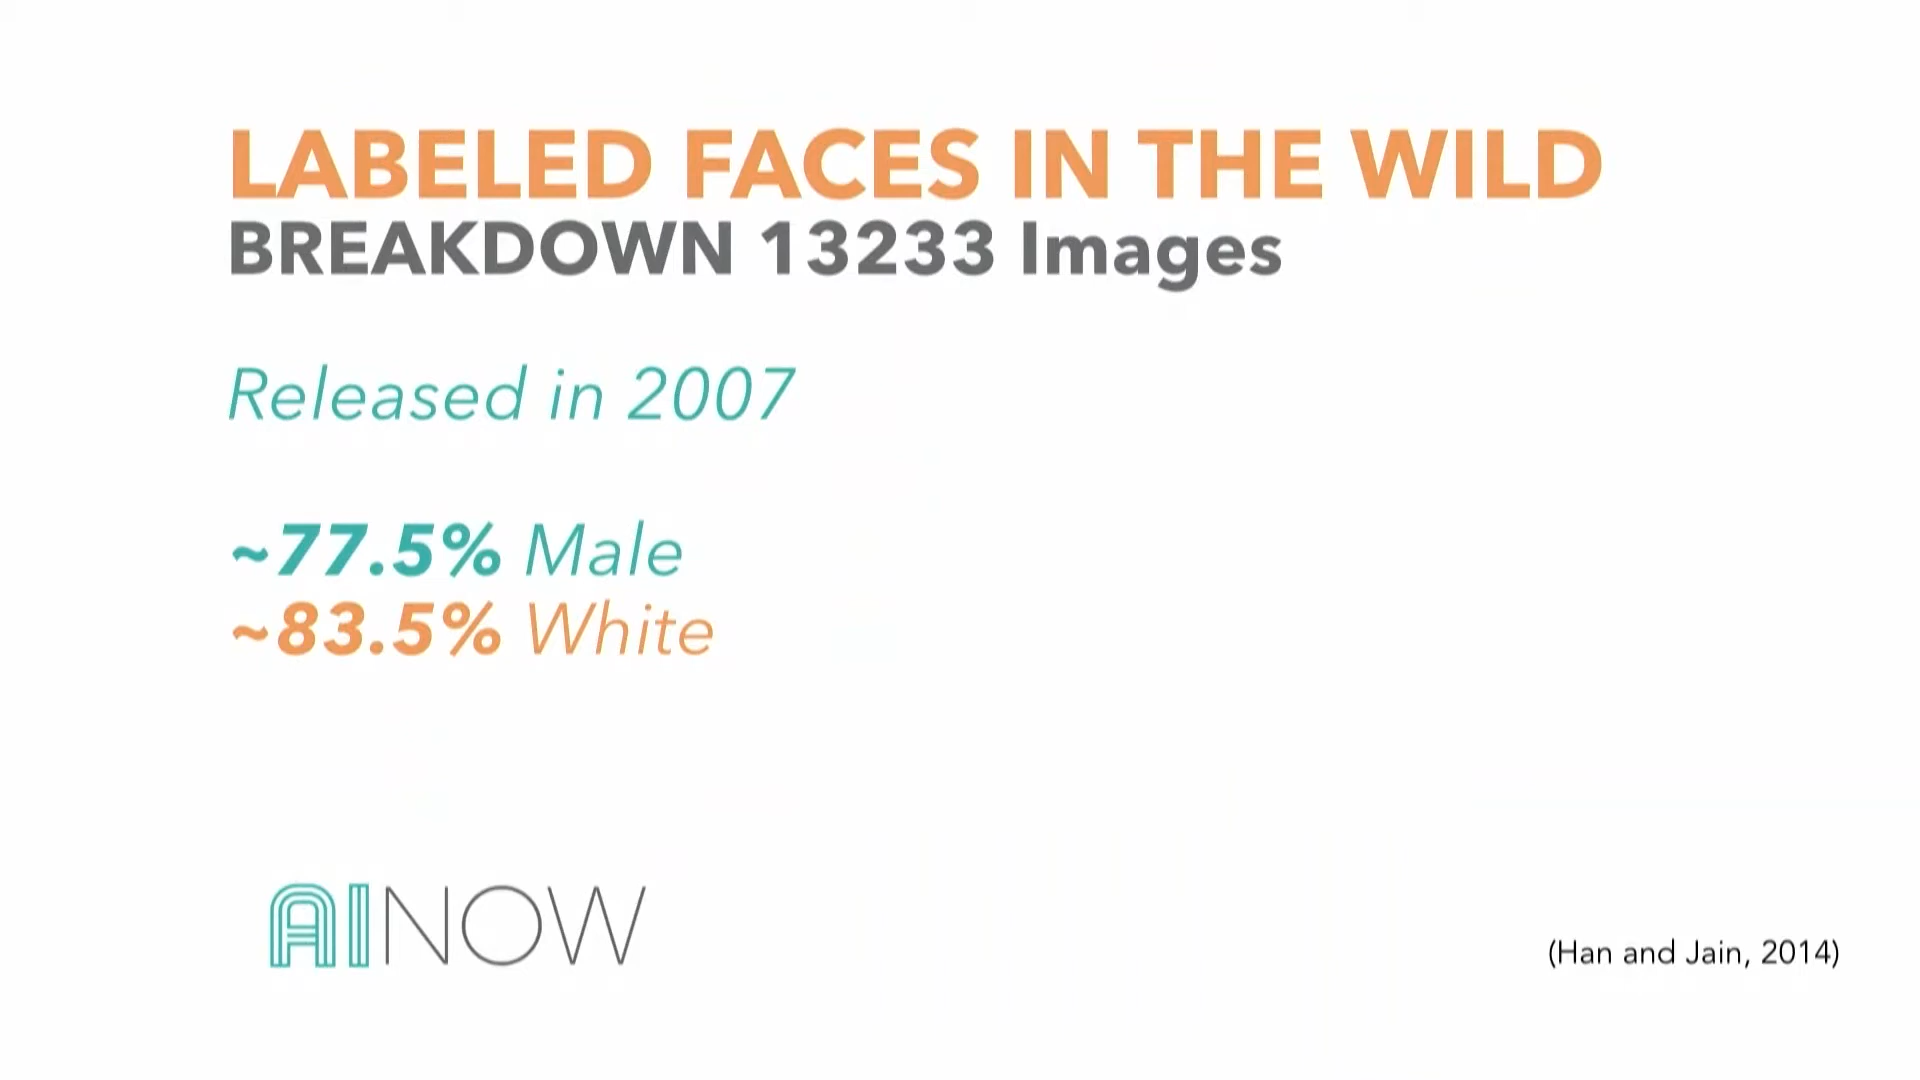 LABELED FACES IN THE WILD
BREAKDOWN 13233 Images
Released in 2007
~77.5% Male
~83.5% White
AINOW
(Han and Jain, 2014)